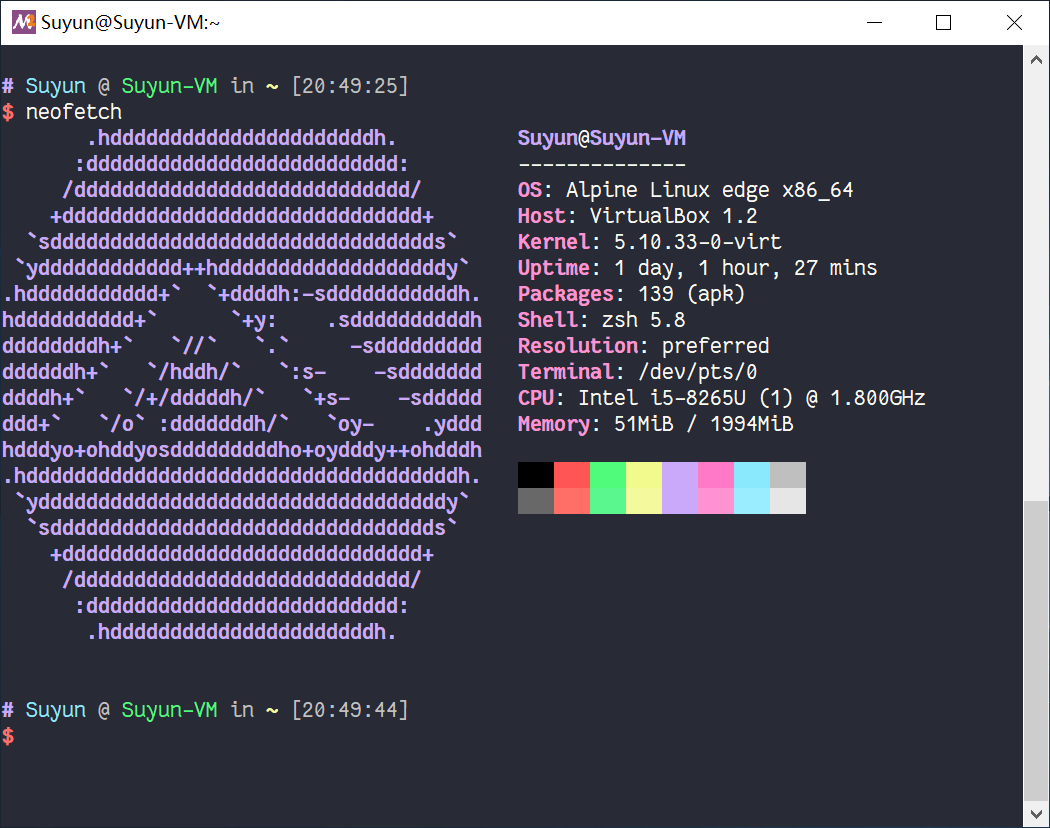 Suyun@Suyun-VM:~
# Suyun @ Suyun-VM in ~ [20:49:25]
$ neofetch
       .hddddddddddddddddddddddh.          Suyun@Suyun-VM
      :dddddddddddddddddddddddddd:         --------------
     /dddddddddddddddddddddddddddd/        OS: Alpine Linux edge x86_64
    +dddddddddddddddddddddddddddddd+       Host: VirtualBox 1.2
  `sdddddddddddddddddddddddddddddddds`     Kernel: 5.10.33-0-virt
 `ydddddddddddd++hdddddddddddddddddddy`    Uptime: 1 day, 1 hour, 27 mins
.hddddddddddd+`  `+ddddh:-sdddddddddddh.   Packages: 139 (apk)
hdddddddddd+`      `+y:    .sddddddddddh   Shell: zsh 5.8
ddddddddh+`   `//`   `.`     -sddddddddd   Resolution: preferred
ddddddh+`   `/hddh/`   `:s-    -sddddddd   Terminal: /dev/pts/0
ddddh+`   `/+/dddddh/`   `+s-    -sddddd   CPU: Intel i5-8265U (1) @ 1.800GHz
ddd+`   `/o` :dddddddh/`   `oy-    .yddd   Memory: 51MiB / 1994MiB
hdddyo+ohddyosdddddddddho+oydddy++ohdddh
.hddddddddddddddddddddddddddddddddddddh.
 `yddddddddddddddddddddddddddddddddddy`
  `sdddddddddddddddddddddddddddddddds`
    +dddddddddddddddddddddddddddddd+
     /dddddddddddddddddddddddddddd/
      :dddddddddddddddddddddddddd:
       .hddddddddddddddddddddddh.
# Suyun @ Suyun-VM in ~ [20:49:44]
$